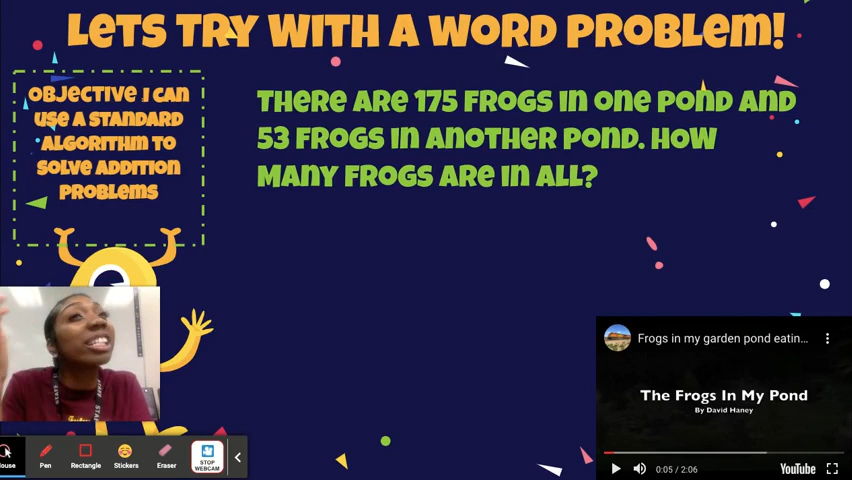 LETS TRY WITH A WORD PROBLEM!
OBJECTIVE I CAN
USE A STANDARD
ALGORITHM TO
SOLVE ADDITION
PROBLEMS
THERE ARE 175 FROGS IN ONE POND AND
53 FROGS IN ANOTHER POND. HOW
MANY FROGS ARE IN ALL?
Frogs in my garden pond eatin...
The Frogs In My Pond
By David Haney
0:05 / 2:06
YouTube
Pen
Rectangle
Stickers
Eraser
STOP
WEBCAM